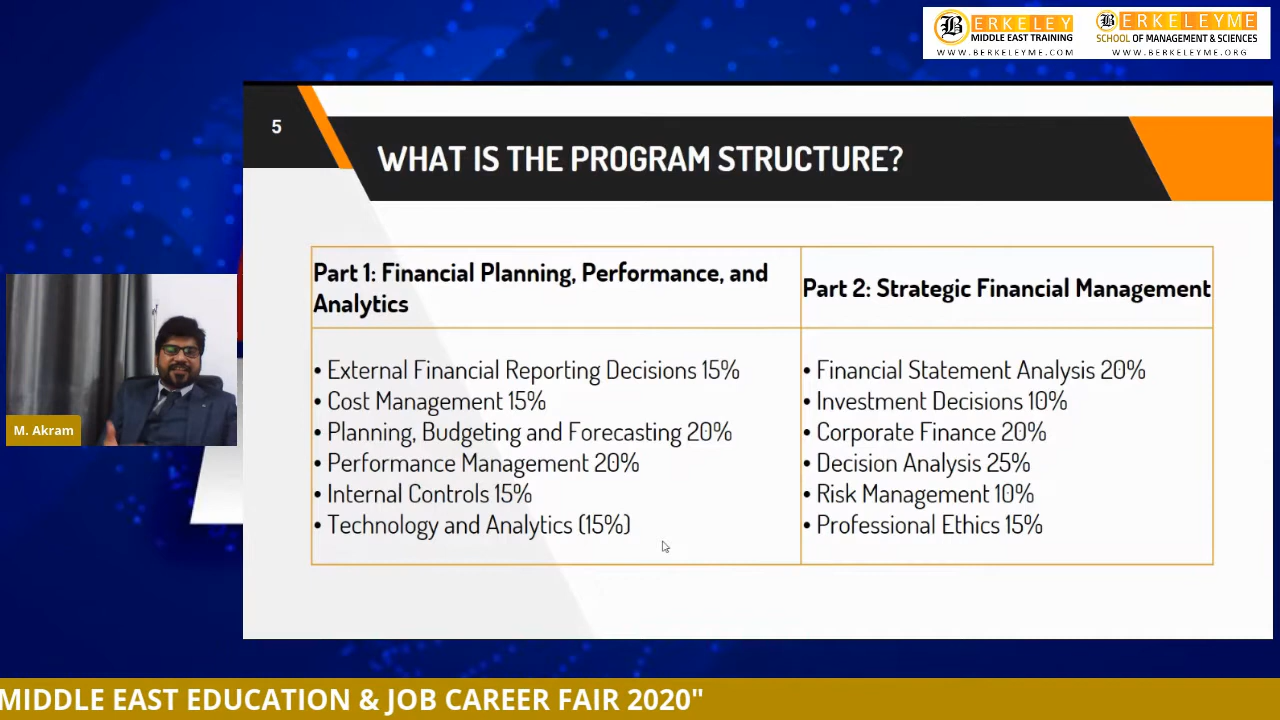 BERKELEY
MIDDLE EAST TRAINING
WWW.BERKELEYME.COM
BERKELEYME
SCHOOL OF MANAGEMENT & SCIENCES
WWW.BERKELEYME.ORG
5
WHAT IS THE PROGRAM STRUCTURE?
Part 1: Financial Planning, Performance, and
Analytics
• External Financial Reporting Decisions 15%
• Cost Management 15%
• Planning, Budgeting and Forecasting 20%
• Performance Management 20%
• Internal Controls 15%
• Technology and Analytics (15%)
Part 2: Strategic Financial Management
• Financial Statement Analysis 20%
• Investment Decisions 10%
• Corporate Finance 20%
• Decision Analysis 25%
• Risk Management 10%
• Professional Ethics 15%
M. Akram
MIDDLE EAST EDUCATION & JOB CAREER FAIR 2020"